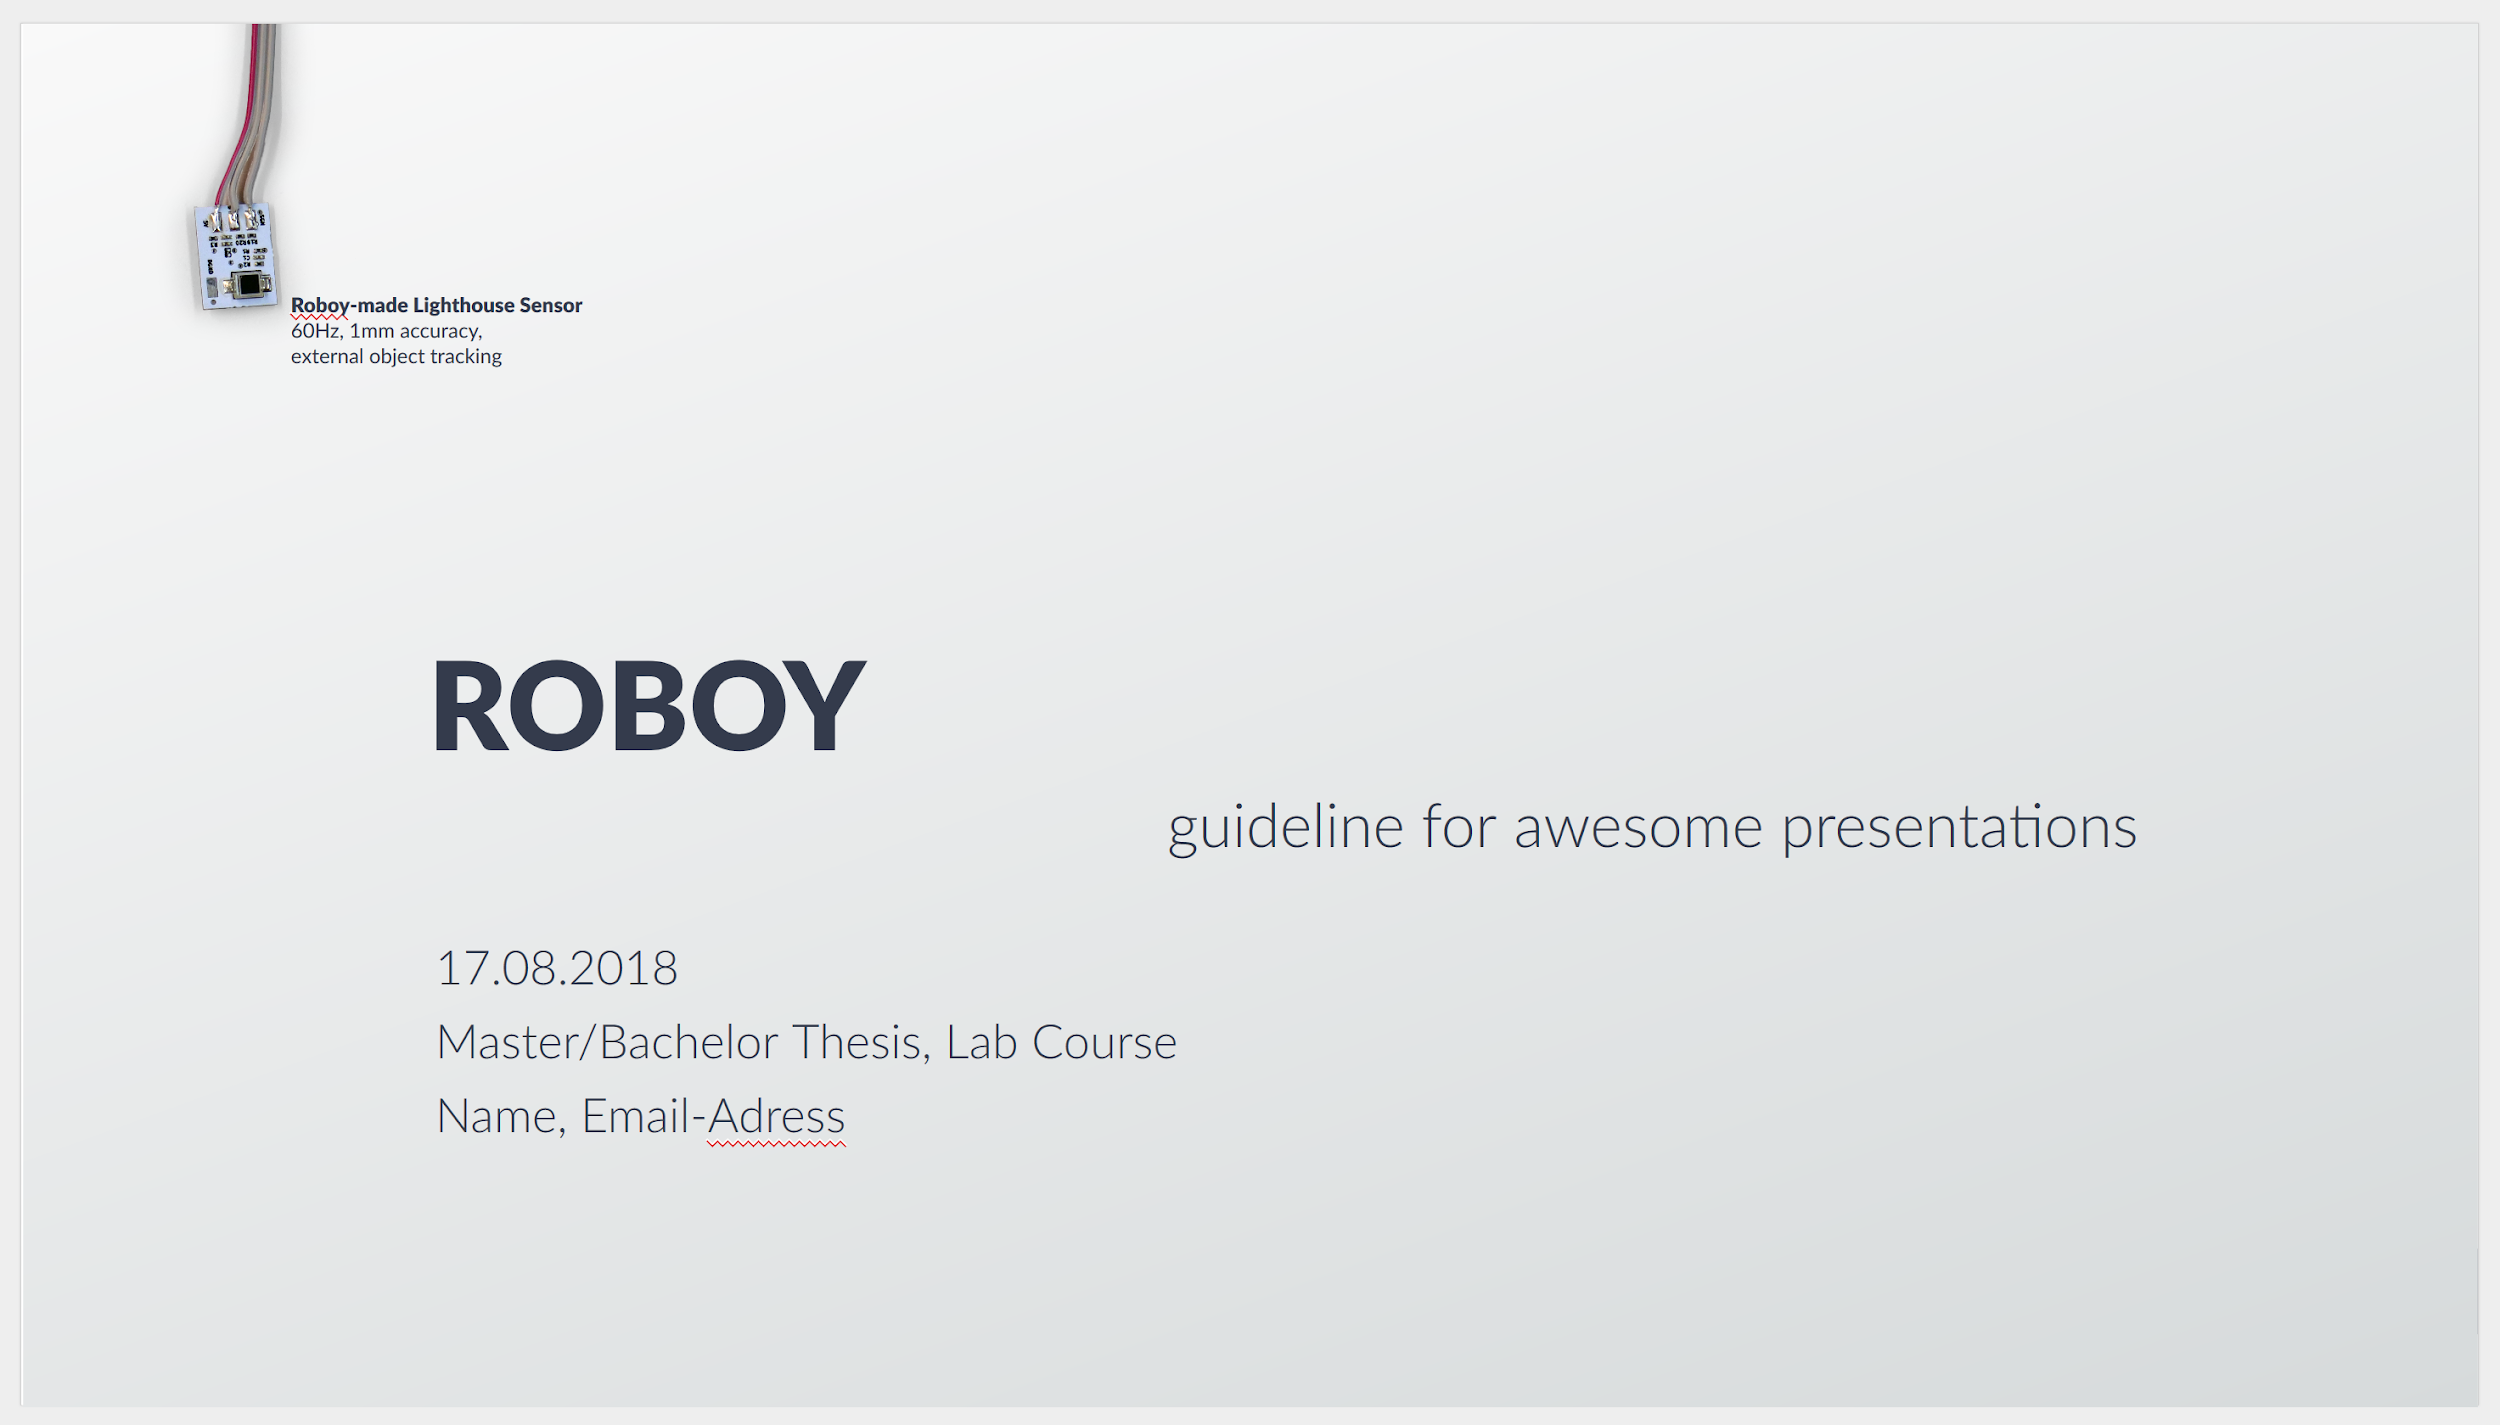 Roboy-made Lighthouse Sensor
60Hz, 1mm accuracy,
external object tracking
ROBOY
guideline for awesome presentations
17.08.2018
Master/Bachelor Thesis, Lab Course
Name, Email-Adress